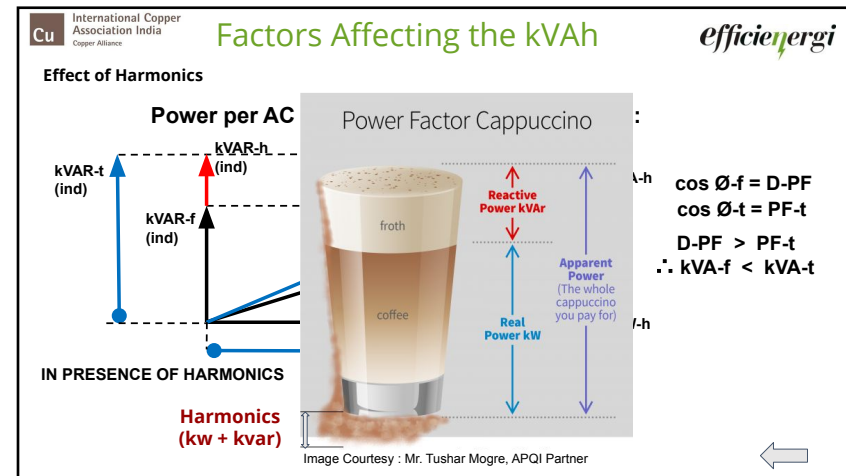 Cu
International Copper
Association India
Copper Alliance
Factors Affecting the kVAh
efficienergi
Effect of Harmonics
Power per AC
:
Power Factor Cappuccino
kVAR-t
(ind)
kVAR-h
(ind)
kVAR-f
(ind)
froth
coffee
Reactive
Power kVAr
Real
Power kW
Apparent
Power
(The whole
cappuccino
you pay for)
A-h
-h
cos Ø-f = D-PF
cos Ø-t = PF-t
D-PF > PF-t
∴ kVA-f < kVA-t
IN PRESENCE OF HARMONICS
Harmonics
(kw + kvar)
Image Courtesy : Mr. Tushar Mogre, APQI Partner